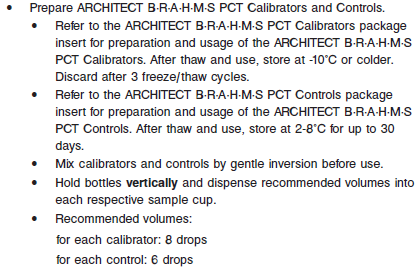 • Prepare ARCHITECT B·R·A·H·M·S PCT Calibrators and Controls.
• Refer to the ARCHITECT B·R·A·H·M·S PCT Calibrators package
insert for preparation and usage of the ARCHITECT B·R·A·H·M·S
PCT Calibrators. After thaw and use, store at -10°C or colder.
Discard after 3 freeze/thaw cycles.
• Refer to the ARCHITECT B·R·A·H·M·S PCT Controls package
insert for preparation and usage of the ARCHITECT B·R·A·H·M·S
PCT Controls. After thaw and use, store at 2-8°C for up to 30
days.
• Mix calibrators and controls by gentle inversion before use.
• Hold bottles vertically and dispense recommended volumes into
each respective sample cup.
• Recommended volumes:
for each calibrator: 8 drops
for each control: 6 drops